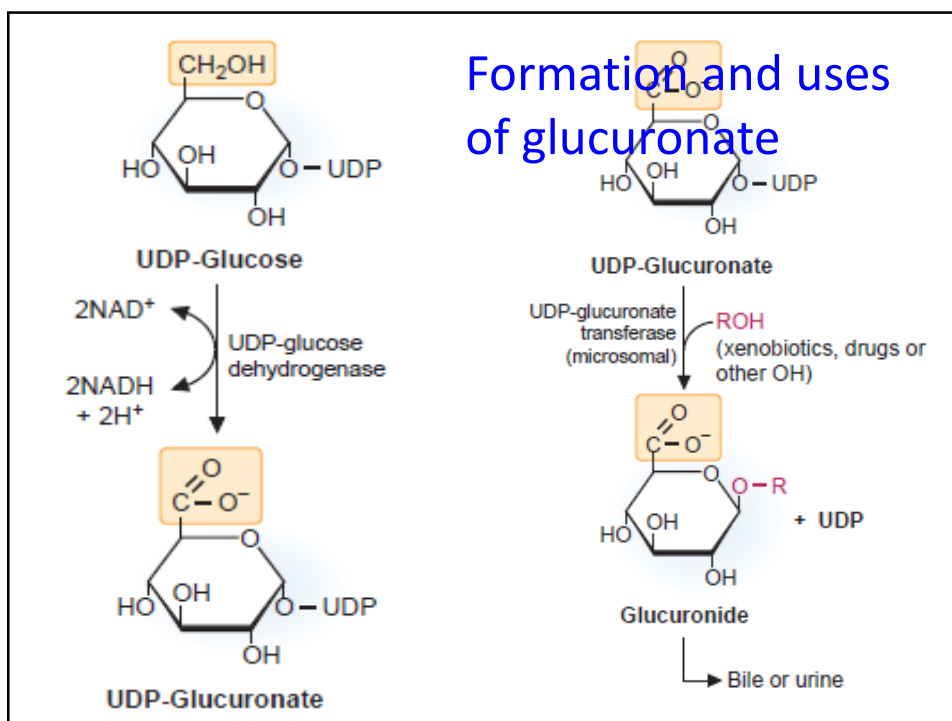 Formation and uses
of glucuronate
CH₂OH
O
HO
OH
O – UDP
OH
UDP-Glucose
2NAD⁺
2NADH
+ 2H⁺
UDP-glucose
dehydrogenase
O
C – O⁻
O
HO
OH
O – UDP
OH
UDP-Glucuronate
O
C – O⁻
O
HO
OH
O – UDP
OH
UDP-Glucuronate
UDP-glucuronate
transferase
(microsomal)
ROH
(xenobiotics, drugs or
other OH)
O
C – O⁻
O
O – R
HO
OH
OH
+ UDP
Glucuronide
Bile or urine